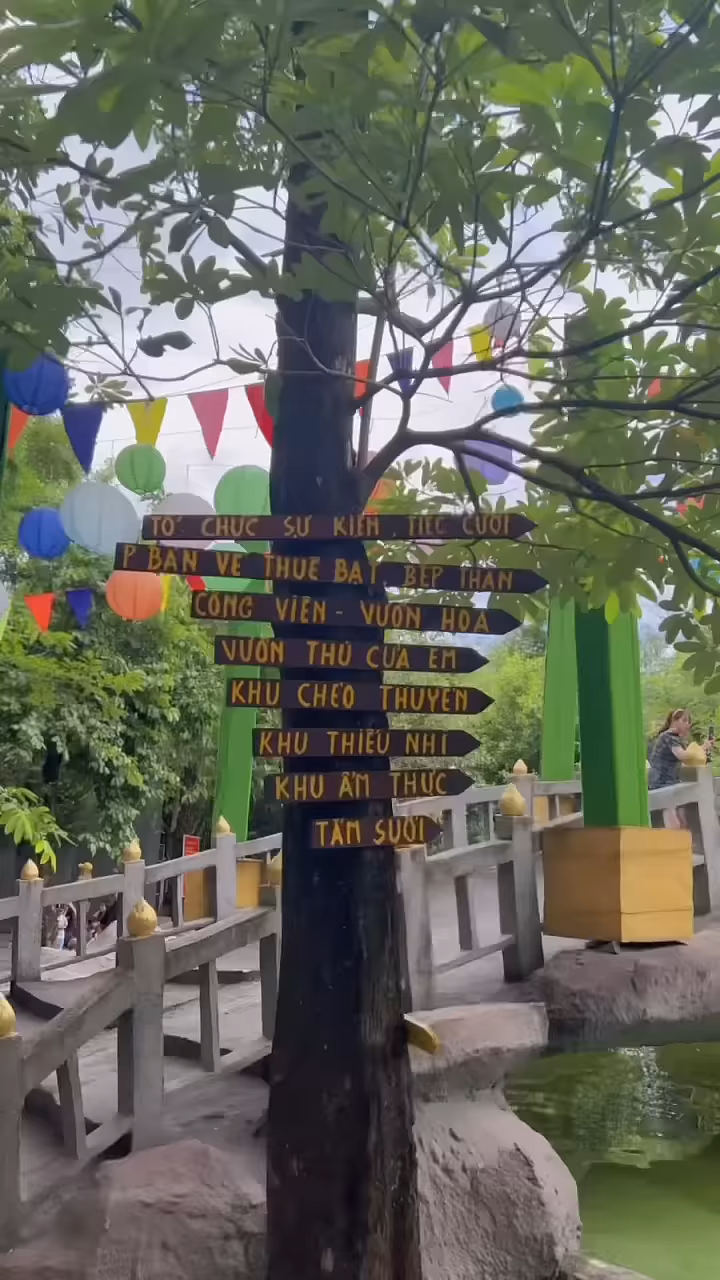 TỔ CHỨC SỰ KIỆN, TIỆC CƯỚI
P BÁN VÉ THUÊ BẠT, BẾP THAN
CÔNG VIÊN - VƯỜN HOA
VƯỜN THÚ CỦA EM
KHU CHÈO THUYỀN
KHU THIẾU NHI
KHU ẨM THỰC
TẮM SUỐI